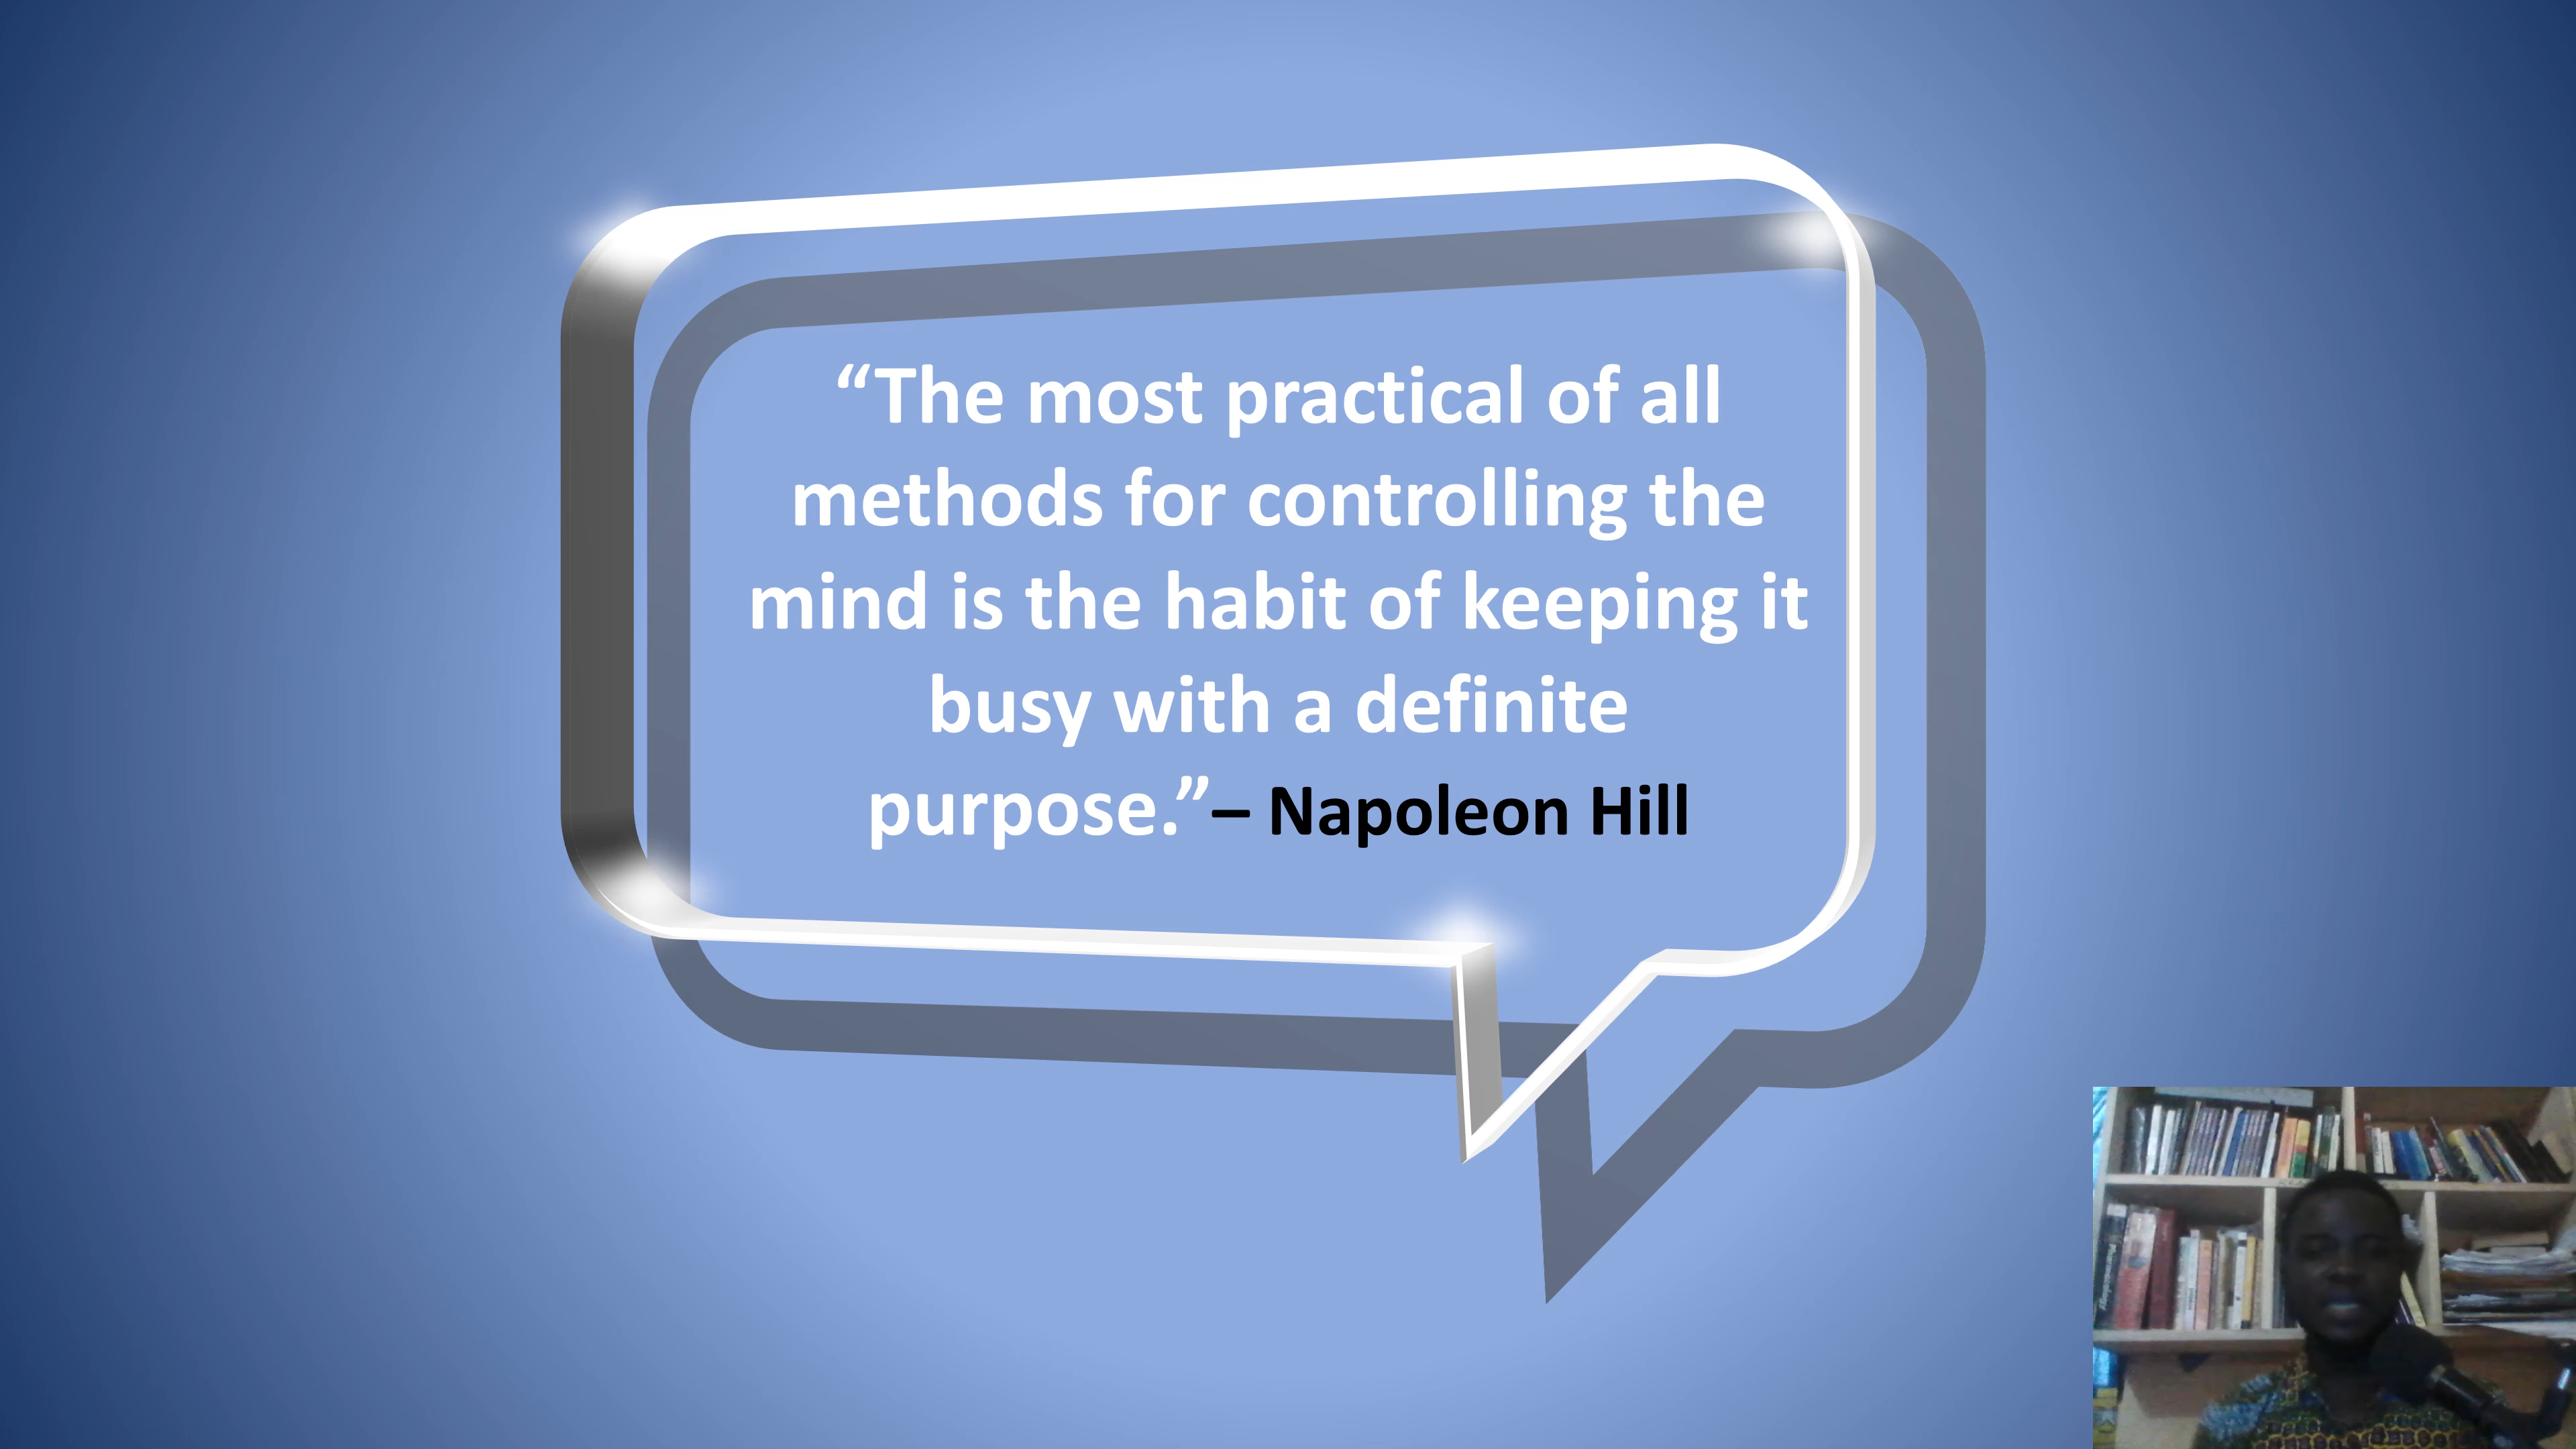 “The most practical of all
methods for controlling the
mind is the habit of keeping it
busy with a definite
purpose.”– Napoleon Hill
Pharmacology